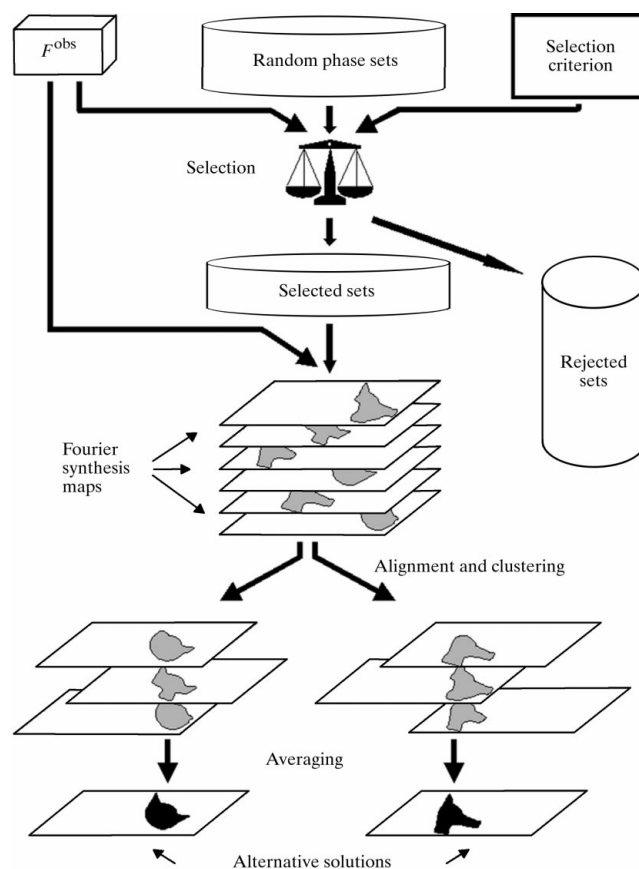 F^obs
Random phase sets
Selection
criterion
Selection
Selected sets
Rejected
sets
Fourier
synthesis
maps
Alignment and clustering
Averaging
Alternative solutions